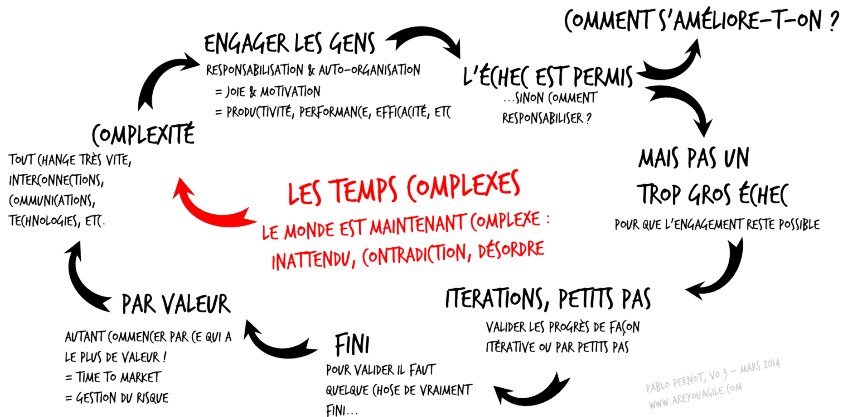 COMMENT S'AMÉLIORE-T-ON ?
ENGAGER LES GENS
RESPONSABILISATION & AUTO-ORGANISATION
= JOIE & MOTIVATION
= PRODUCTIVITÉ, PERFORMANCE, EFFICACITÉ, ETC
L'ÉCHEC EST PERMIS
...SINON COMMENT
RESPONSABILISER ?
MAIS PAS UN
TROP GROS ÉCHEC
POUR QUE L'ENGAGEMENT RESTE POSSIBLE
ITERATIONS, PETITS PAS
VALIDER LES PROGRÈS DE FAÇON
ITÉRATIVE OU PAR PETITS PAS
FINI
POUR VALIDER IL FAUT
QUELQUE CHOSE DE VRAIMENT
FINI...
PAR VALEUR
AUTANT COMMENCER PAR CE QUI A
LE PLUS DE VALEUR !
= TIME TO MARKET
= GESTION DU RISQUE
COMPLEXITÉ
TOUT CHANGE TRÈS VITE,
INTERCONNECTIONS,
COMMUNICATIONS,
TECHNOLOGIES, ETC.
LES TEMPS COMPLEXES
LE MONDE EST MAINTENANT COMPLEXE :
INATTENDU, CONTRADICTION, DÉSORDRE
PABLO PERNOT, V0.3 - MARS 2014
WWW.AREYOUAGILE.COM